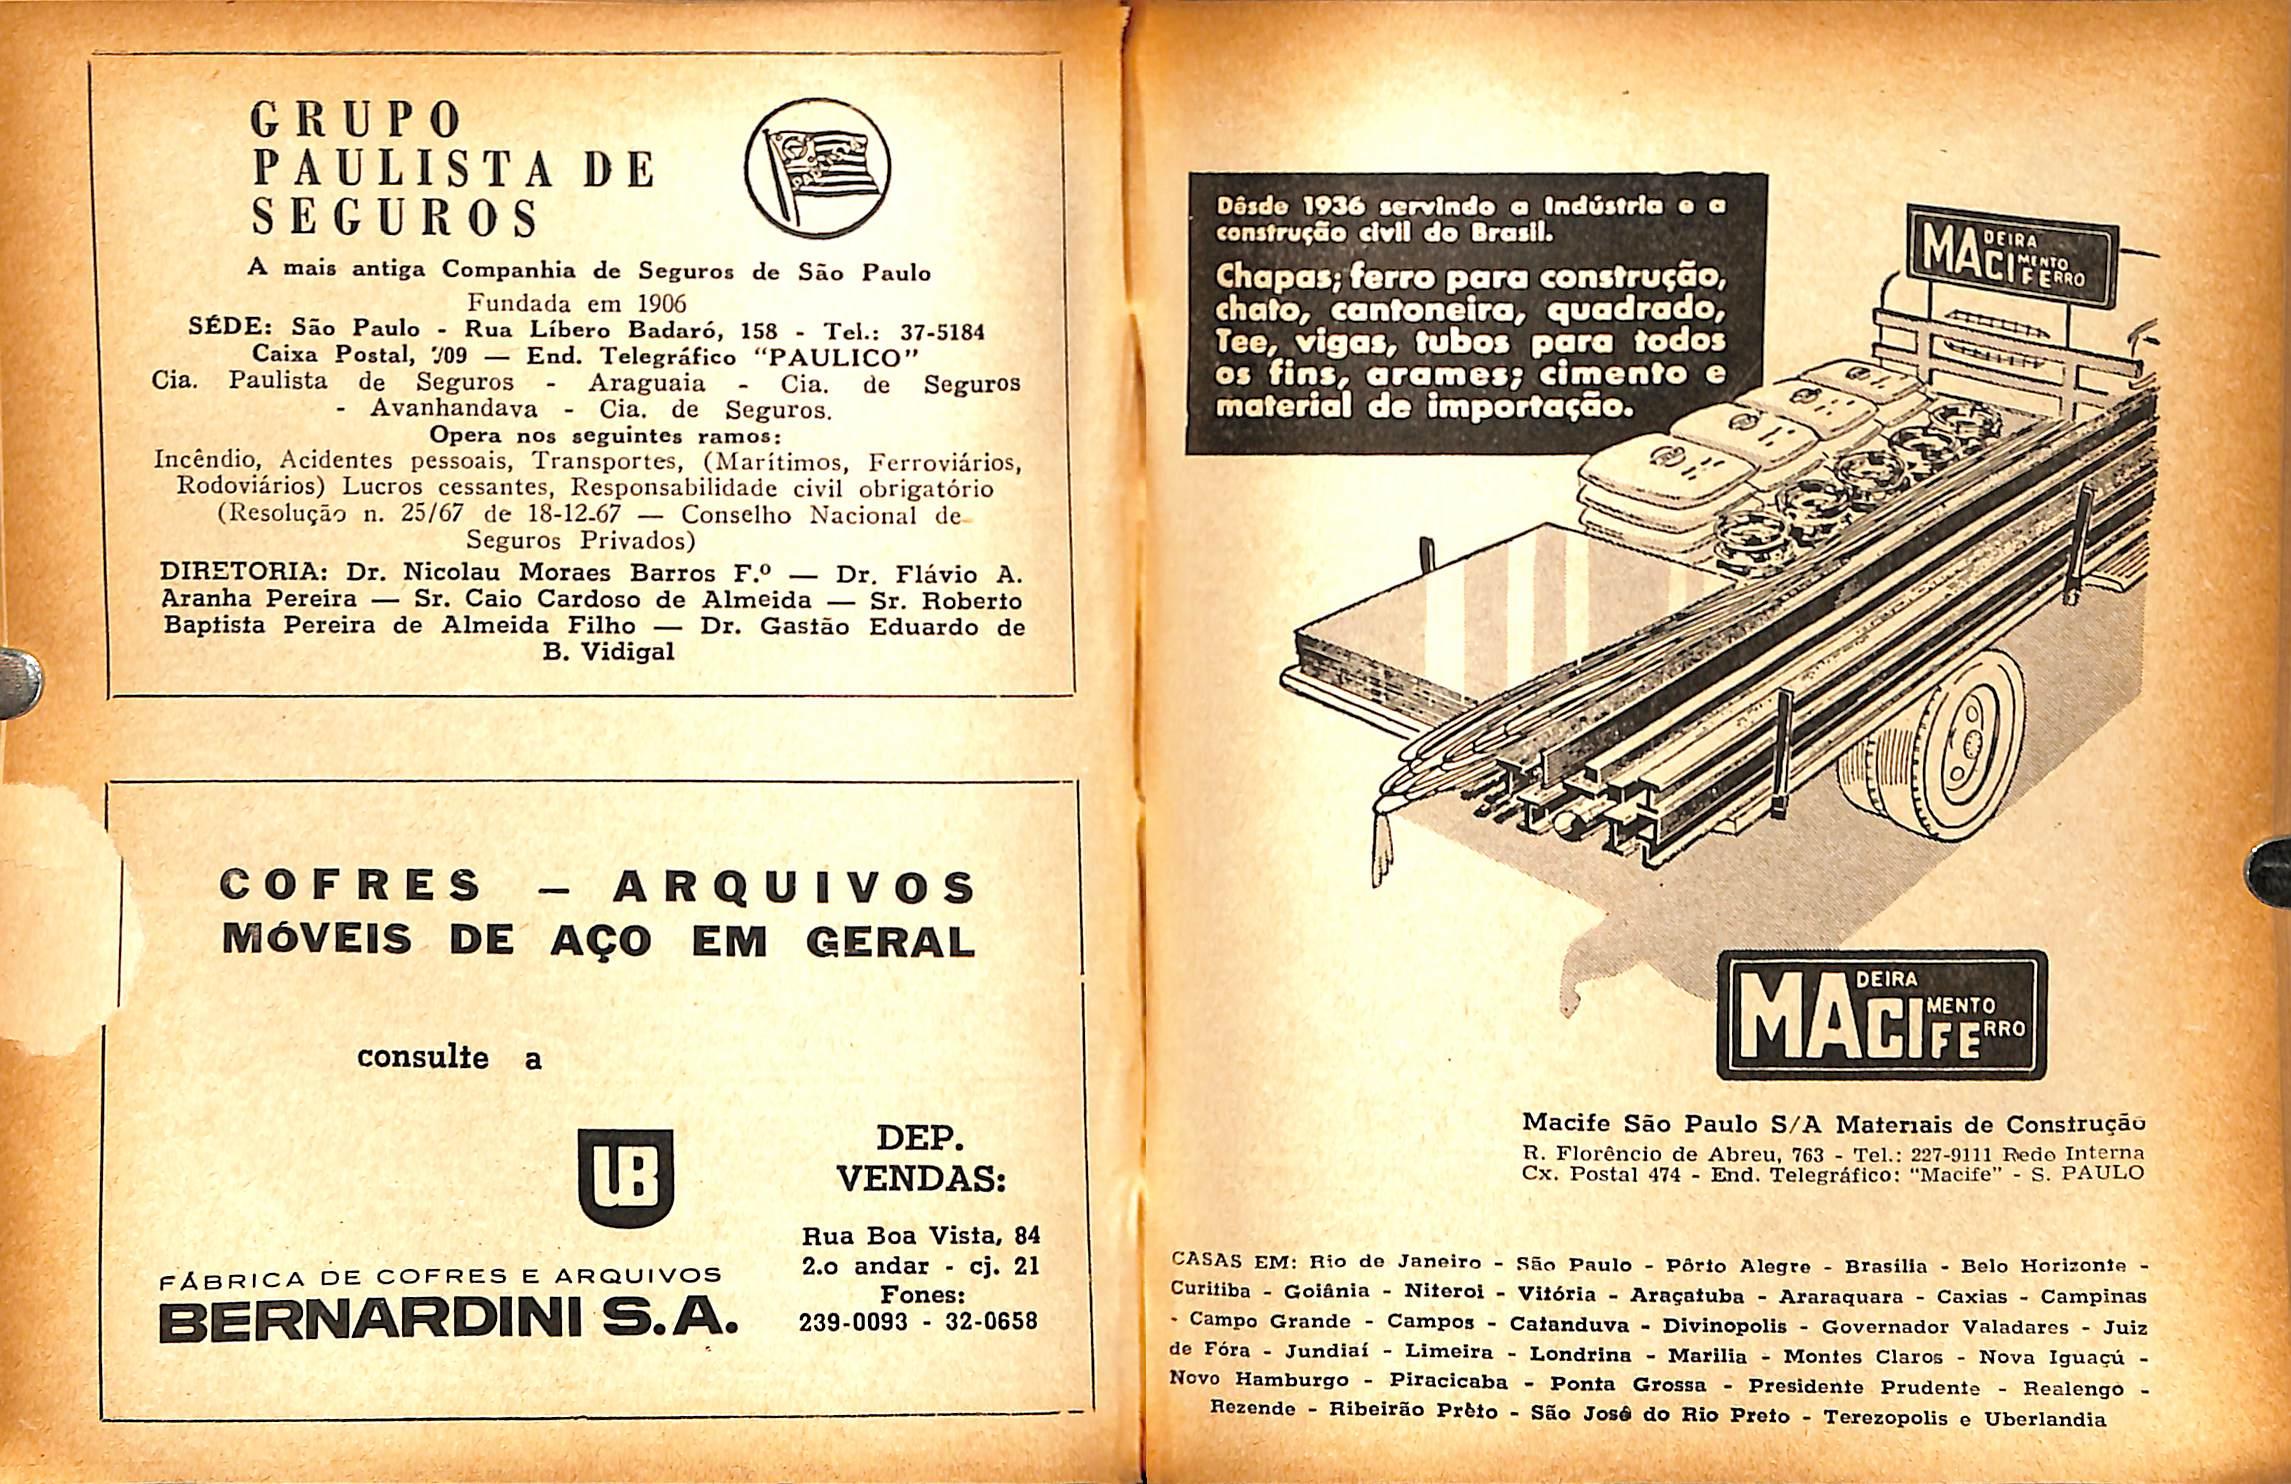 GRUPO
PAULISTA DE
SEGUROS
PAULISTA
A mais antiga Companhia de Seguros de São Paulo
Fundada em 1906
SÉDE: São Paulo - Rua Líbero Badaró, 158 - Tel.: 37-5184
Caixa Postal, 709 — End. Telegráfico "PAULICO"
Cia. Paulista de Seguros - Araguaia - Cia. de Seguros
- Avanhandava - Cia. de Seguros.
Opera nos seguintes ramos:
Incêndio, Acidentes pessoais, Transportes, (Marítimos, Ferroviários,
Rodoviários) Lucros cessantes, Responsabilidade civil obrigatório
(Resolução n. 25/67 de 18-12-67 — Conselho Nacional de
Seguros Privados)
DIRETORIA: Dr. Nicolau Moraes Barros F.º — Dr. Flávio A.
Aranha Pereira — Sr. Caio Cardoso de Almeida — Sr. Roberto
Baptista Pereira de Almeida Filho — Dr. Gastão Eduardo de
B. Vidigal
COFRES - ARQUIVOS
MÓVEIS DE AÇO EM GERAL
consulte a
UB
FÁBRICA DE COFRES E ARQUIVOS
BERNARDINI S.A.
DEP.
VENDAS:
Rua Boa Vista, 84
2.o andar - cj. 21
Fones:
239-0093 - 32-0658
Dêsde 1936 servindo a Indústria e a
construção civil do Brasil.
Chapas; ferro para construção,
chato, cantoneira, quadrado,
Tee, vigas, tubos para todos
os fins, arames; cimento e
material de importação.
MADEIRA
CIMENTO
FERRO
MADEIRA
CIMENTO
FERRO
Macife São Paulo S/A Materiais de Construção
R. Florêncio de Abreu, 763 - Tel.: 227-9111 Rede Interna
Cx. Postal 474 - End. Telegráfico: "Macife" - S. PAULO
CASAS EM: Rio de Janeiro - São Paulo - Pôrto Alegre - Brasília - Belo Horizonte -
Curitiba - Goiânia - Niteroi - Vitória - Araçatuba - Araraquara - Caxias - Campinas
- Campo Grande - Campos - Catanduva - Divinopolis - Governador Valadares - Juiz
de Fóra - Jundiaí - Limeira - Londrina - Marilia - Montes Claros - Nova Iguaçú -
Novo Hamburgo - Piracicaba - Ponta Grossa - Presidente Prudente - Realengo -
Rezende - Ribeirão Prêto - São José do Rio Preto - Terezopolis e Uberlandia